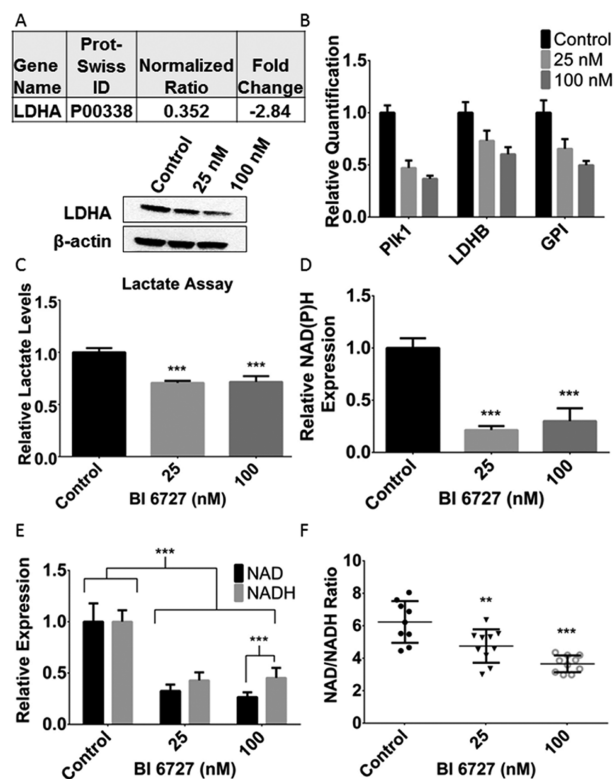 A
Gene Name Prot-Swiss ID Normalized Ratio Fold Change
LDHA P00338 0.352 -2.84
Control 25 nM 100 nM
LDHA
β-actin
B
Control
25 nM
100 nM
Relative Quantification
1.5
1.0
0.5
0.0
Plk1 LDHB GPI
C
Lactate Assay
Relative Lactate Levels
1.5
1.0
0.5
0.0
*** ***
Control 25 100
BI 6727 (nM)
D
Relative NAD(P)H
Expression
1.5
1.0
0.5
0.0
*** ***
Control 25 100
BI 6727 (nM)
E
Relative Expression
1.5
1.0
0.5
0.0
***
NAD
NADH
***
Control 25 100
BI 6727 (nM)
F
NAD/NADH Ratio
10
8
6
4
2
0
** ***
Control 25 100
BI 6727 (nM)